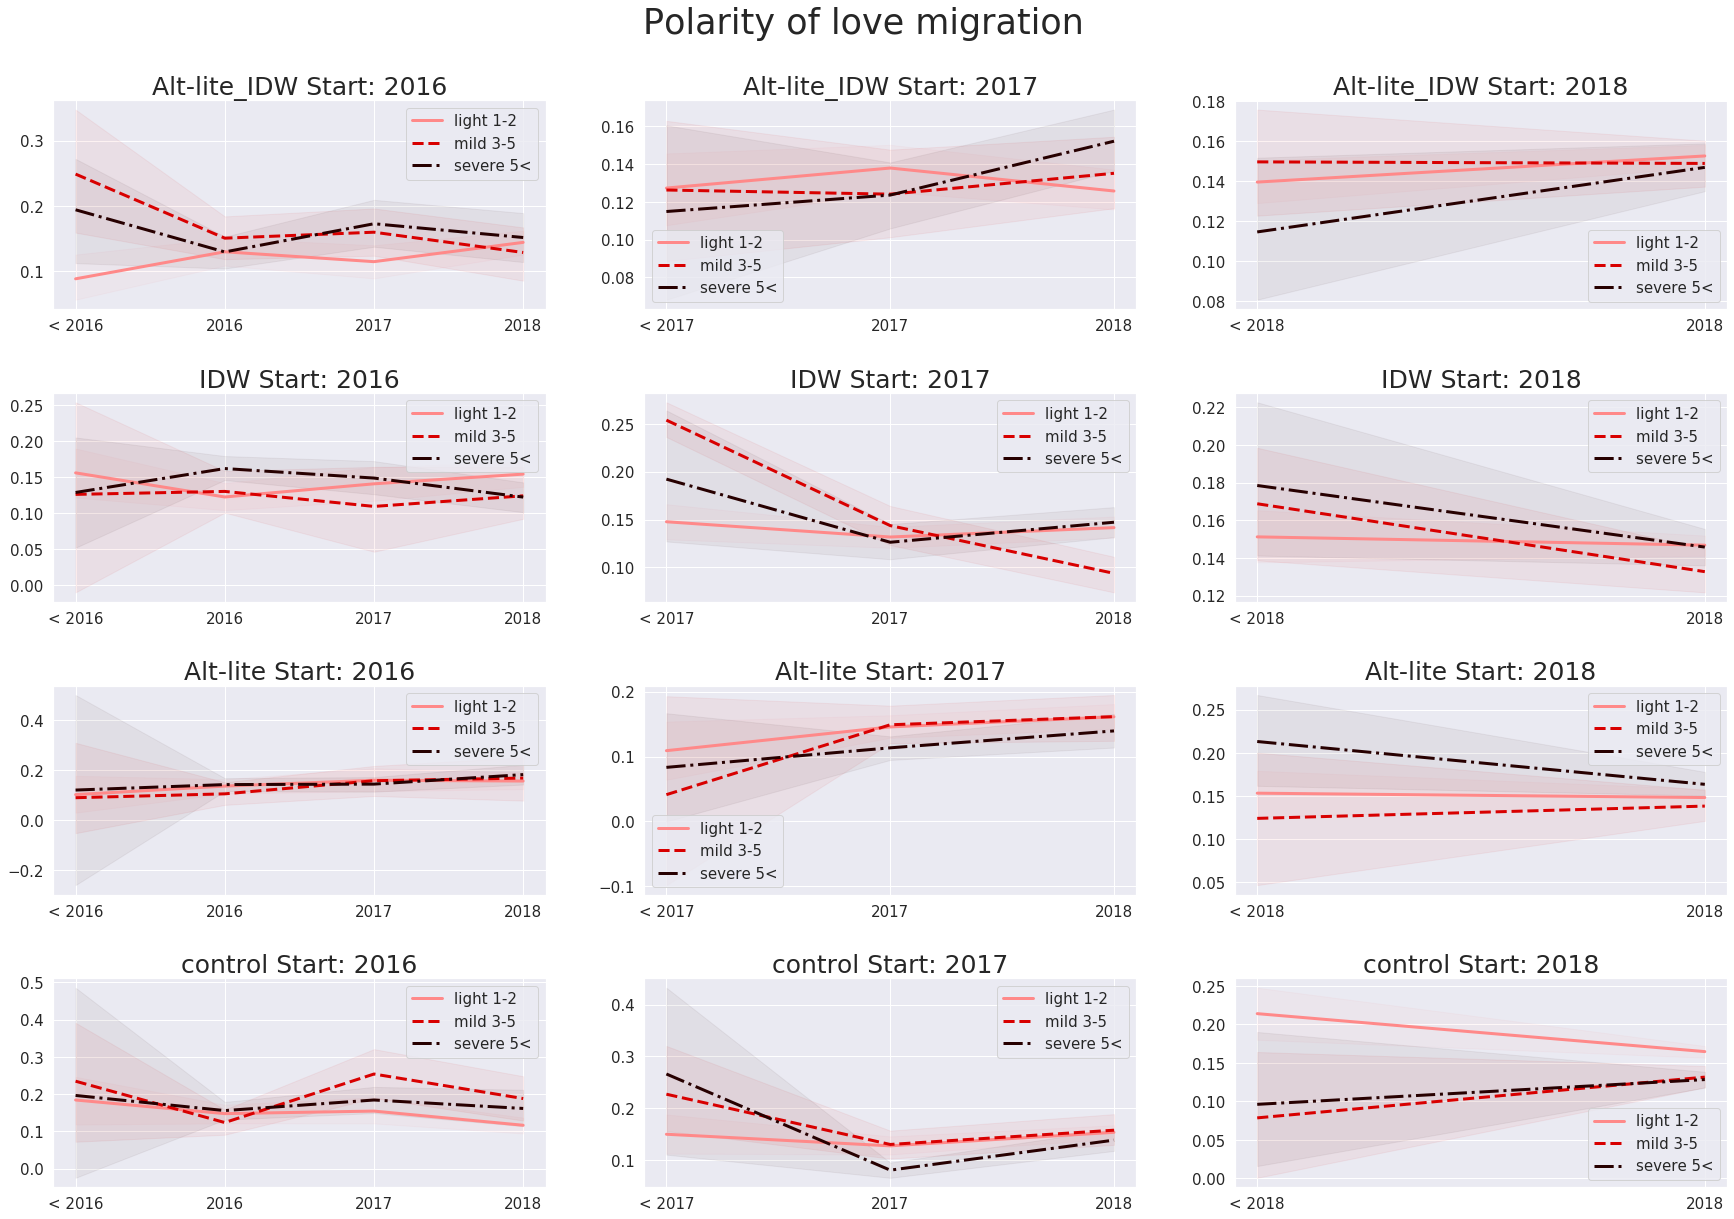 Polarity of love migration
Alt-lite_IDW Start: 2016
0.3
0.2
0.1
light 1-2
mild 3-5
severe 5<
< 2016
2016
2017
2018
Alt-lite_IDW Start: 2017
0.16
0.14
0.12
0.10
0.08
light 1-2
mild 3-5
severe 5<
< 2017
2017
2018
Alt-lite_IDW Start: 2018
0.18
0.16
0.14
0.12
0.10
0.08
light 1-2
mild 3-5
severe 5<
< 2018
2018
IDW Start: 2016
0.25
0.20
0.15
0.10
0.05
0.00
light 1-2
mild 3-5
severe 5<
< 2016
2016
2017
2018
IDW Start: 2017
0.25
0.20
0.15
0.10
light 1-2
mild 3-5
severe 5<
< 2017
2017
2018
IDW Start: 2018
0.22
0.20
0.18
0.16
0.14
0.12
light 1-2
mild 3-5
severe 5<
< 2018
2018
Alt-lite Start: 2016
0.4
0.2
0.0
−0.2
light 1-2
mild 3-5
severe 5<
< 2016
2016
2017
2018
Alt-lite Start: 2017
0.2
0.1
0.0
−0.1
light 1-2
mild 3-5
severe 5<
< 2017
2017
2018
Alt-lite Start: 2018
0.25
0.20
0.15
0.10
0.05
light 1-2
mild 3-5
severe 5<
< 2018
2018
control Start: 2016
0.5
0.4
0.3
0.2
0.1
0.0
light 1-2
mild 3-5
severe 5<
< 2016
2016
2017
2018
control Start: 2017
0.4
0.3
0.2
0.1
light 1-2
mild 3-5
severe 5<
< 2017
2017
2018
control Start: 2018
0.25
0.20
0.15
0.10
0.05
0.00
light 1-2
mild 3-5
severe 5<
< 2018
2018